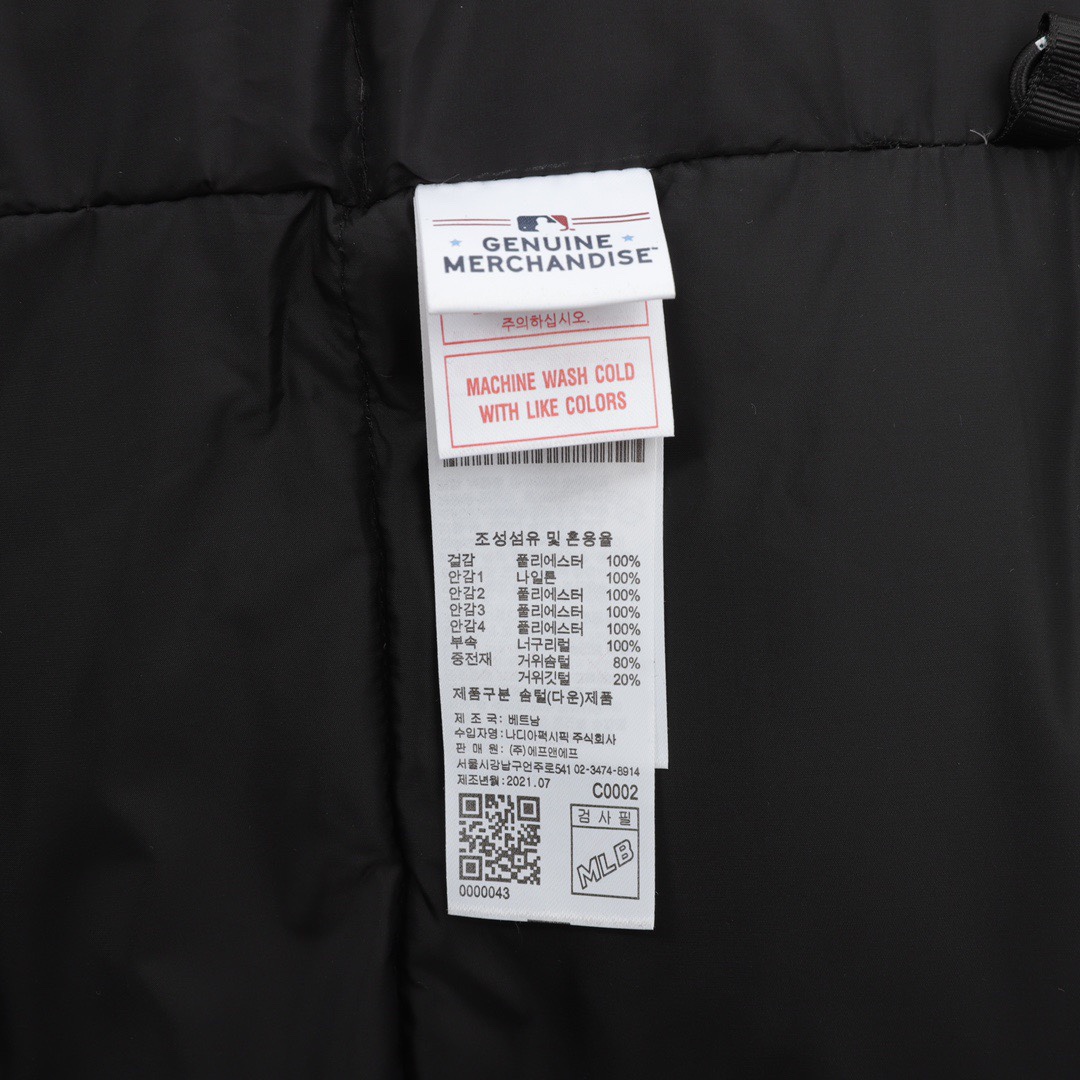 GENUINE
MERCHANDISE™
주의하십시오.
MACHINE WASH COLD
WITH LIKE COLORS
조성섬유 및 혼용율
겉감 폴리에스터 100%
안감1 나일론 100%
안감2 폴리에스터 100%
안감3 폴리에스터 100%
안감4 폴리에스터 100%
부속 너구리털 100%
충전재 거위솜털 80%
거위깃털 20%
제품구분 솜털(다운)제품
제 조 국: 베트남
수입자명: 나디아퍽시픽 주식회사
판 매 원: (주)에프앤에프
서울시강남구언주로541 02-3474-8914
제조년월: 2021.07
C0002
검 사 필
MLB
0000043